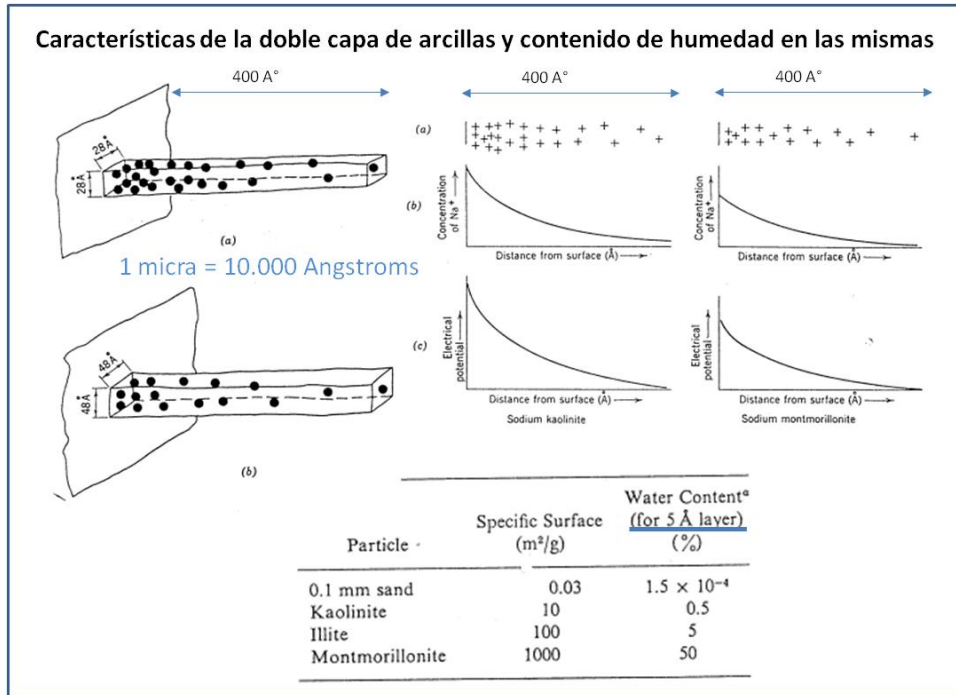 Características de la doble capa de arcillas y contenido de humedad en las mismas
400 A°
400 A°
400 A°
28Å
28Å
(a)
1 micra = 10.000 Angstroms
48Å
48Å
(b)
(a)
(b)
Concentration
of Na⁺
Distance from surface (Å)
Concentration
of Na⁺
Distance from surface (Å)
(c)
Electrical
potential
Distance from surface (Å)
Sodium kaolinite
Electrical
potential
Distance from surface (Å)
Sodium montmorillonite
Particle
Specific Surface
(m²/g)
Water Contentᵃ
(for 5 Å layer)
(%)
0.1 mm sand 0.03 1.5 × 10⁻⁴
Kaolinite 10 0.5
Illite 100 5
Montmorillonite 1000 50